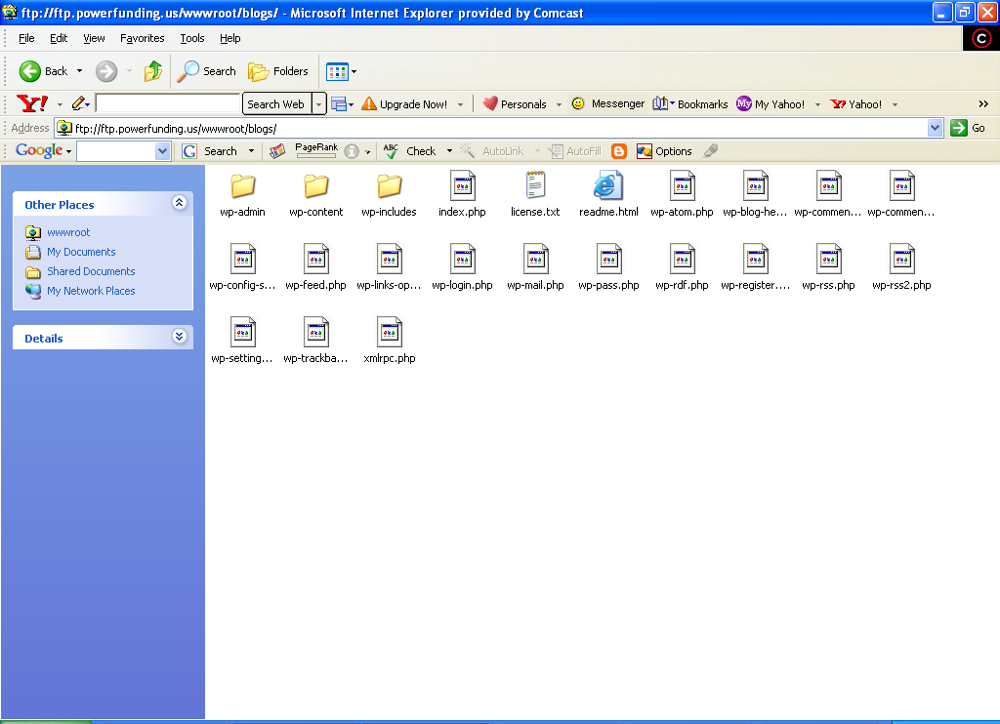 ftp://ftp.powerfunding.us/wwwroot/blogs/ - Microsoft Internet Explorer provided by Comcast
File Edit View Favorites Tools Help
Back Search Folders
Y! Search Web Upgrade Now! Personals Messenger Bookmarks My Yahoo! Yahoo! »
Address ftp://ftp.powerfunding.us/wwwroot/blogs/ Go
Google G Search PageRank ABC Check AutoLink AutoFill Options
Other Places
wwwroot
My Documents
Shared Documents
My Network Places
Details
wp-admin wp-content wp-includes index.php license.txt readme.html wp-atom.php wp-blog-he... wp-commen... wp-commen...
wp-config-s... wp-feed.php wp-links-op... wp-login.php wp-mail.php wp-pass.php wp-rdf.php wp-register.... wp-rss.php wp-rss2.php
wp-setting... wp-trackba... xmlrpc.php